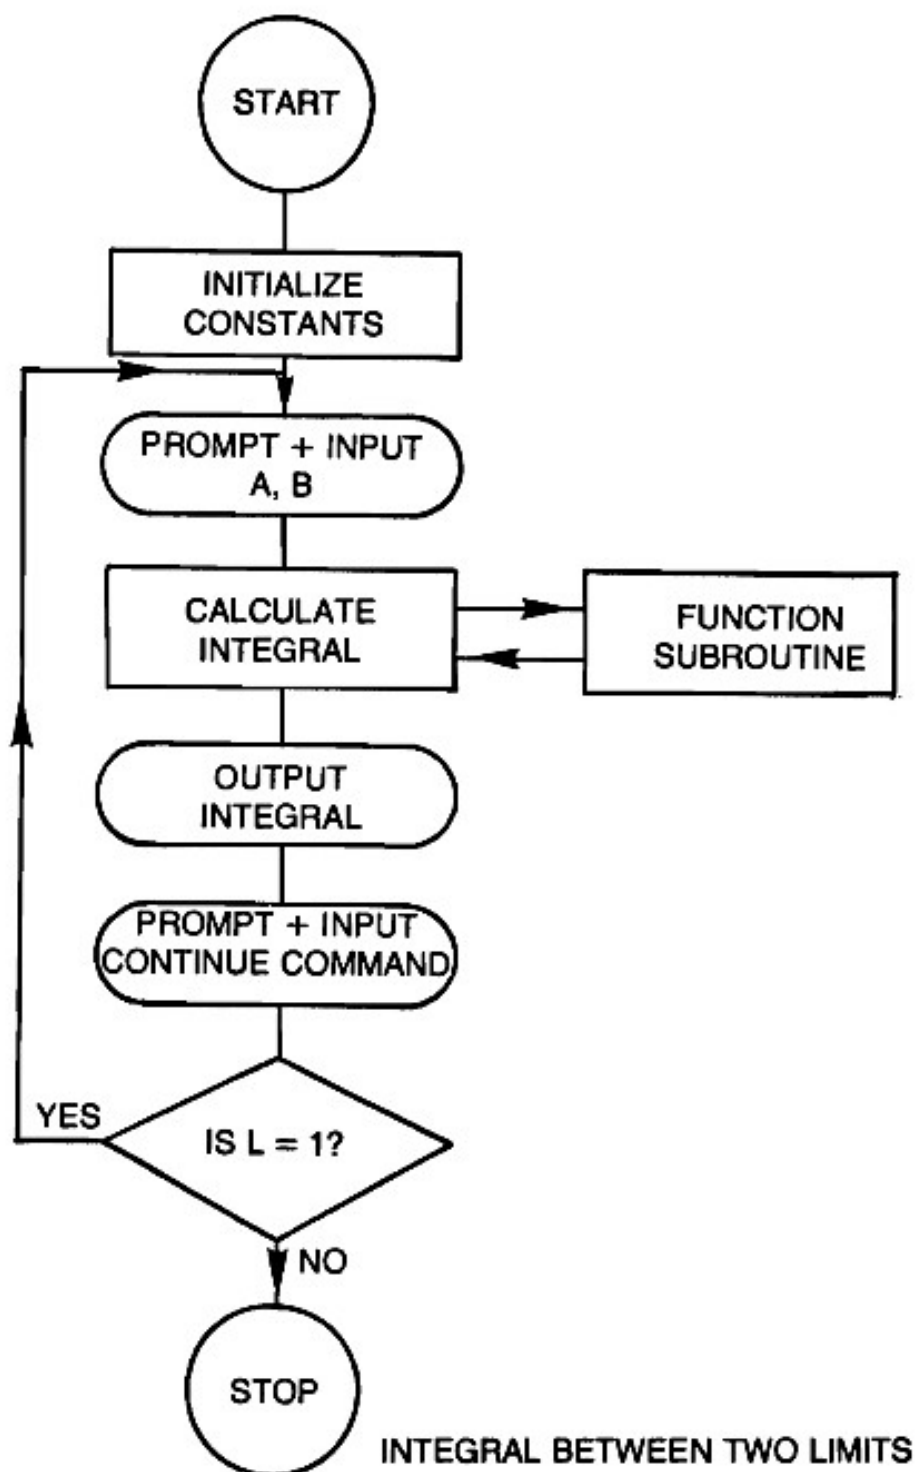 START
INITIALIZE
CONSTANTS
PROMPT + INPUT
A, B
CALCULATE
INTEGRAL
FUNCTION
SUBROUTINE
OUTPUT
INTEGRAL
PROMPT + INPUT
CONTINUE COMMAND
YES
IS L = 1?
NO
STOP
INTEGRAL BETWEEN TWO LIMITS